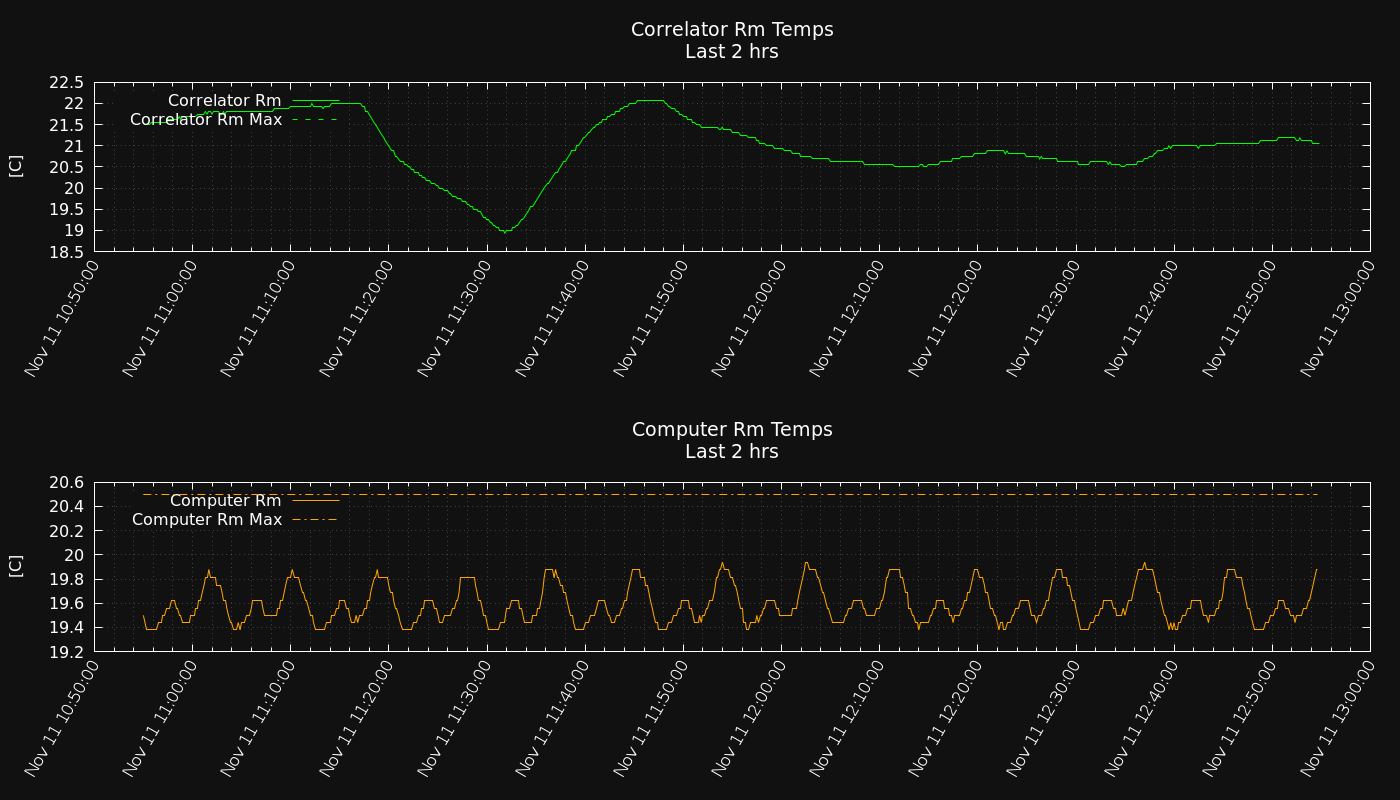 Correlator Rm Temps
Last 2 hrs
22.5
22
21.5
21
20.5
20
19.5
19
18.5
[C]
Correlator Rm
Correlator Rm Max
Nov 11 10:50:00
Nov 11 11:00:00
Nov 11 11:10:00
Nov 11 11:20:00
Nov 11 11:30:00
Nov 11 11:40:00
Nov 11 11:50:00
Nov 11 12:00:00
Nov 11 12:10:00
Nov 11 12:20:00
Nov 11 12:30:00
Nov 11 12:40:00
Nov 11 12:50:00
Nov 11 13:00:00
Computer Rm Temps
Last 2 hrs
20.6
20.4
20.2
20
19.8
19.6
19.4
19.2
[C]
Computer Rm
Computer Rm Max
Nov 11 10:50:00
Nov 11 11:00:00
Nov 11 11:10:00
Nov 11 11:20:00
Nov 11 11:30:00
Nov 11 11:40:00
Nov 11 11:50:00
Nov 11 12:00:00
Nov 11 12:10:00
Nov 11 12:20:00
Nov 11 12:30:00
Nov 11 12:40:00
Nov 11 12:50:00
Nov 11 13:00:00